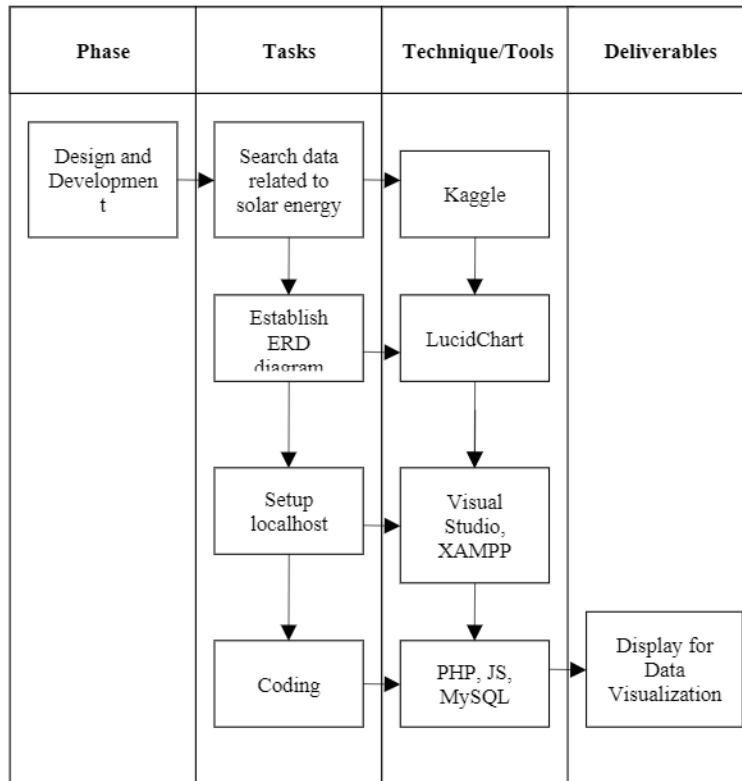 Phase
Tasks
Technique/Tools
Deliverables
Design and
Developmen
t
Search data
related to
solar energy
Kaggle
Establish
ERD
diagram
LucidChart
Setup
localhost
Visual
Studio,
XAMPP
Coding
PHP, JS,
MySQL
Display for
Data
Visualization